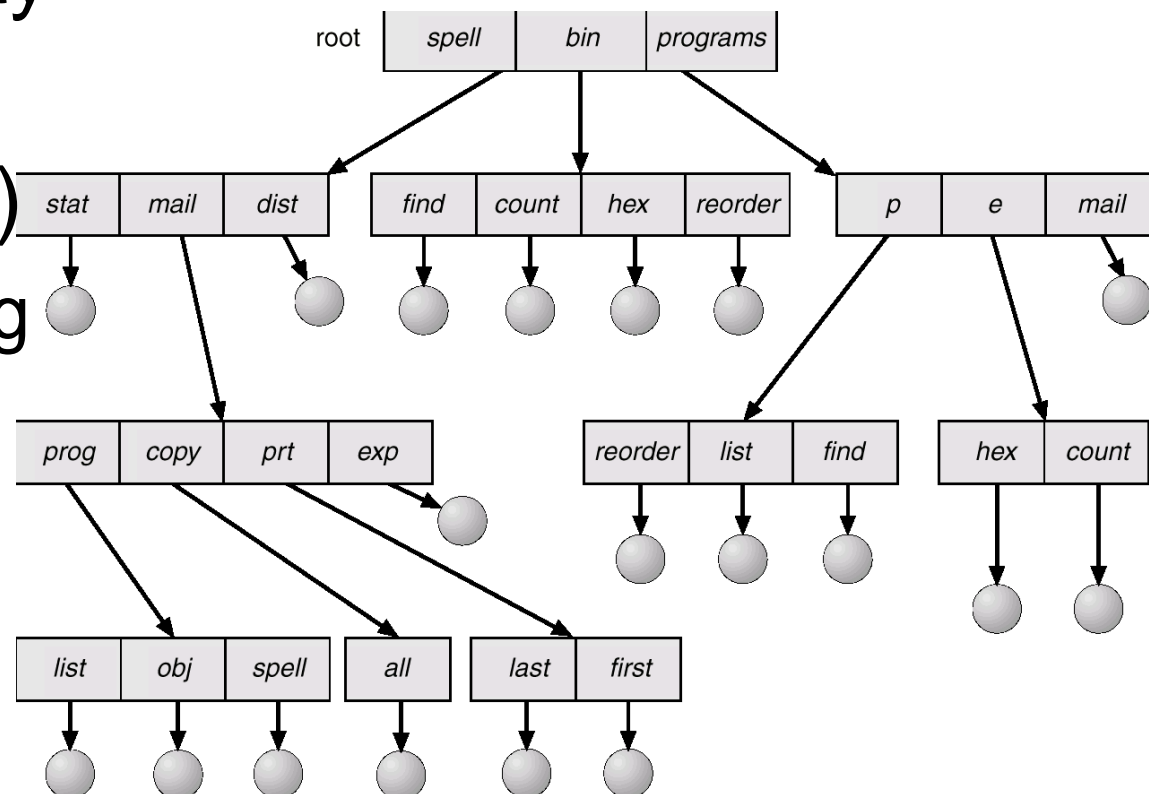 y
root spell bin programs
) stat mail dist find count hex reorder p e mail
g
prog copy prt exp reorder list find hex count
list obj spell all last first